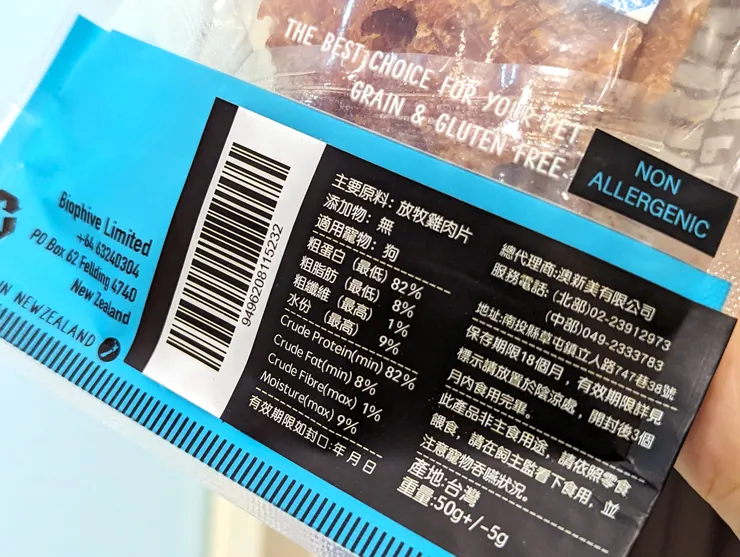 THE BEST CHOICE FOR YOUR PET
GRAIN & GLUTEN FREE
NON
ALLERGENIC
Biophive Limited
+64 63240304
PO Box 62 Feilding 4740
New Zealand
IN NEWZEALAND
9496208115232
主要原料: 放牧雞肉片
添加物: 無
適用寵物: 狗
粗蛋白 (最低) 82%
粗脂肪 (最低) 8%
粗纖維 (最高) 1%
水份 (最高) 9%
Crude Protein(min) 82%
Crude Fat(min) 8%
Crude Fibre(max) 1%
Moisture(max) 9%
有效期限如封口:年 月 日
總代理商:澳新美有限公司
服務電話: (北部)02-23912973
(中部)049-2333783
地址:南投縣草屯鎮立人路747巷38號
保存期限18個月，有效期限詳見
標示請放置於陰涼處，開封後3個
月內食用完畢。
此產品非主食用途，請依照零食
餵食，請在飼主監看下食用，並
注意寵物吞嚥狀況。
產地:台灣
重量:50g+/-5g